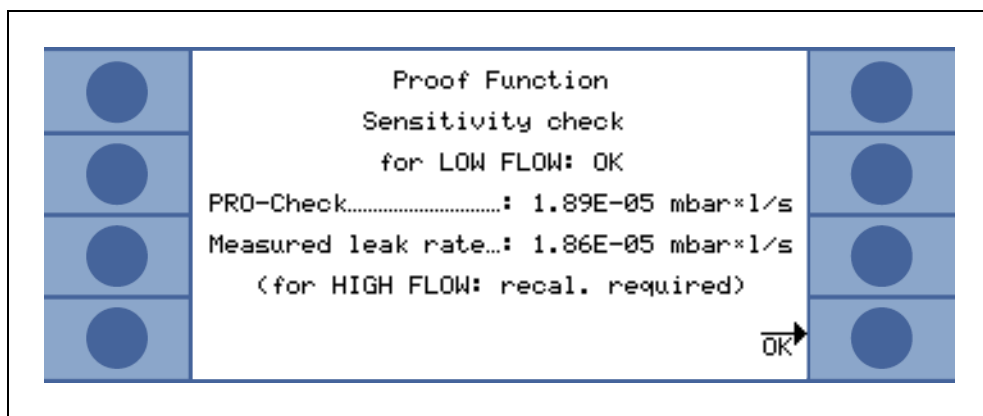 Proof Function
Sensitivity check
for LOW FLOW: OK
PRO-Check..............................: 1.89E-05 mbar×l/s
Measured leak rate…: 1.86E-05 mbar×l/s
(for HIGH FLOW: recal. required)
OK